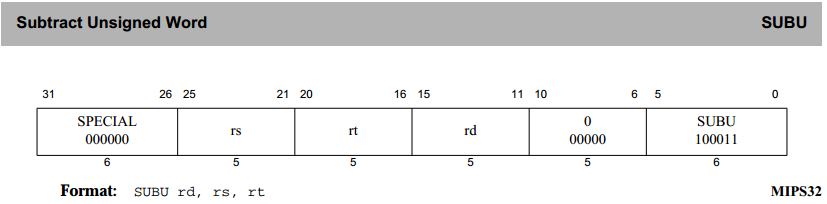 Subtract Unsigned Word SUBU
31 26 25 21 20 16 15 11 10 6 5 0
SPECIAL 0 SUBU
rs rt rd
000000 00000 100011
6 5 5 5 5 6
Format: SUBU rd, rs, rt MIPS32